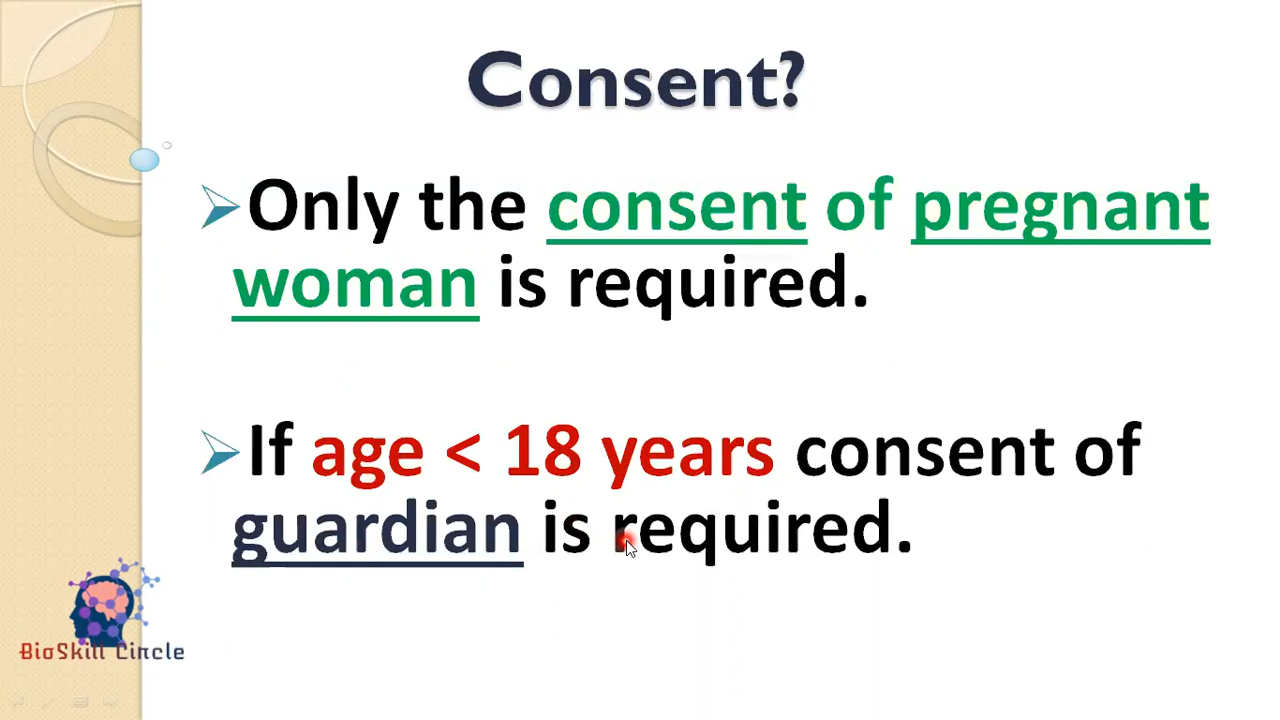 Consent?
Only the consent of pregnant
woman is required.
If age < 18 years consent of
guardian is required.
BioSkill Circle